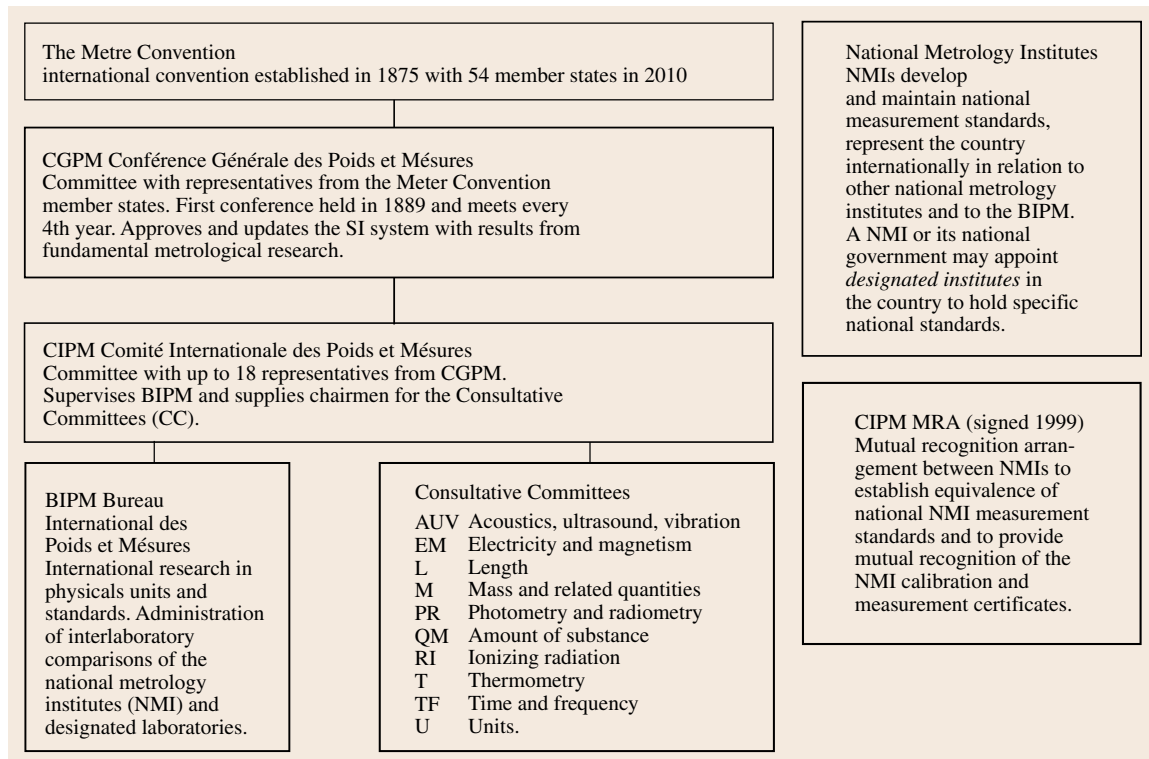 The Metre Convention
international convention established in 1875 with 54 member states in 2010
CGPM Conférence Générale des Poids et Mésures
Committee with representatives from the Meter Convention
member states. First conference held in 1889 and meets every
4th year. Approves and updates the SI system with results from
fundamental metrological research.
CIPM Comité Internationale des Poids et Mésures
Committee with up to 18 representatives from CGPM.
Supervises BIPM and supplies chairmen for the Consultative
Committees (CC).
BIPM Bureau
International des
Poids et Mésures
International research in
physicals units and
standards. Administration
of interlaboratory
comparisons of the
national metrology
institutes (NMI) and
designated laboratories.
Consultative Committees
AUV Acoustics, ultrasound, vibration
EM Electricity and magnetism
L Length
M Mass and related quantities
PR Photometry and radiometry
QM Amount of substance
RI Ionizing radiation
T Thermometry
TF Time and frequency
U Units.
National Metrology Institutes
NMIs develop
and maintain national
measurement standards,
represent the country
internationally in relation to
other national metrology
institutes and to the BIPM.
A NMI or its national
government may appoint
designated institutes in
the country to hold specific
national standards.
CIPM MRA (signed 1999)
Mutual recognition arran-
gement between NMIs to
establish equivalence of
national NMI measurement
standards and to provide
mutual recognition of the
NMI calibration and
measurement certificates.